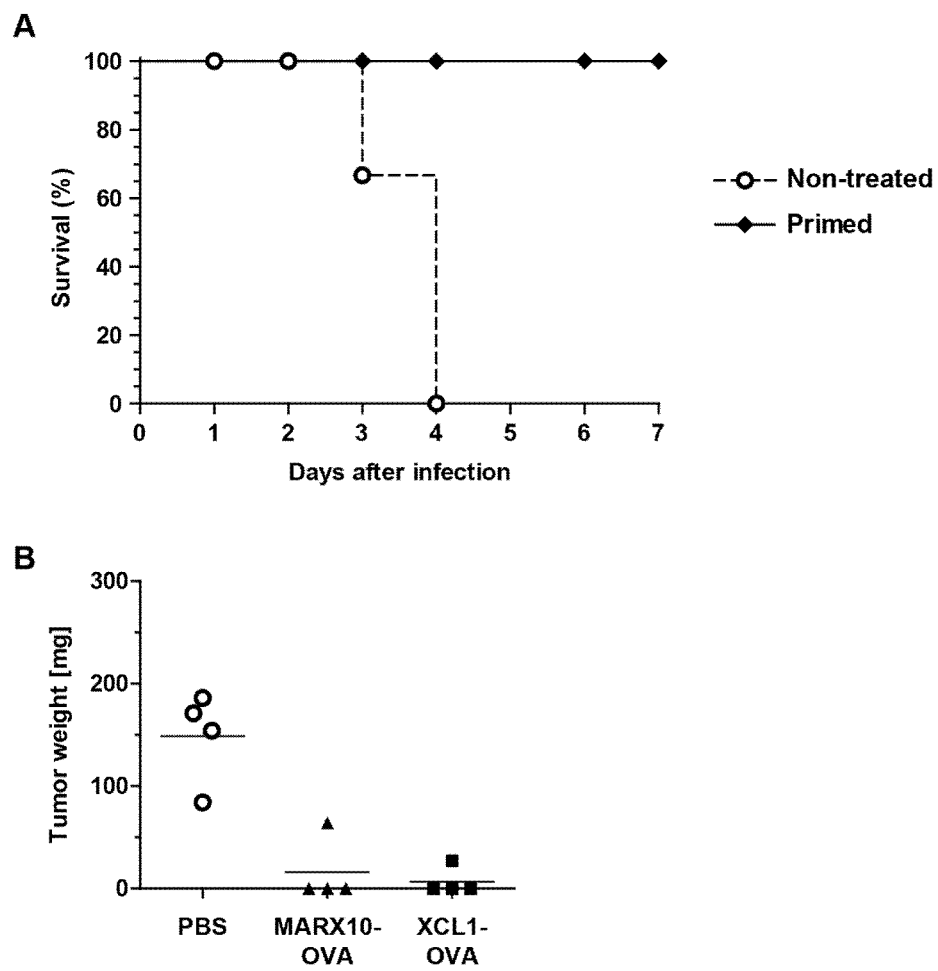 A
100
80
60
40
20
0
Survival (%)
0 1 2 3 4 5 6 7
Days after infection
Non-treated
Primed
B
300
200
100
0
Tumor weight [mg]
PBS MARX10- XCL1-
OVA OVA